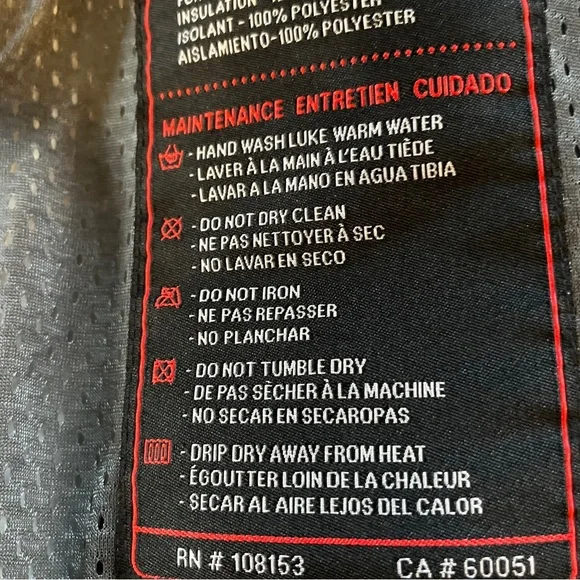 INSULATION -
ISOLANT - 100% POLYESTER
AISLAMIENTO-100% POLYESTER
MAINTENANCE ENTRETIEN CUIDADO
- HAND WASH LUKE WARM WATER
- LAVER À LA MAIN À L'EAU TIÈDE
- LAVAR A LA MANO EN AGUA TIBIA
- DO NOT DRY CLEAN
- NE PAS NETTOYER À SEC
- NO LAVAR EN SECO
- DO NOT IRON
- NE PAS REPASSER
- NO PLANCHAR
- DO NOT TUMBLE DRY
- DE PAS SÈCHER À LA MACHINE
- NO SECAR EN SECAROPAS
- DRIP DRY AWAY FROM HEAT
- ÉGOUTTER LOIN DE LA CHALEUR
- SECAR AL AIRE LEJOS DEL CALOR
RN # 108153 CA # 60051